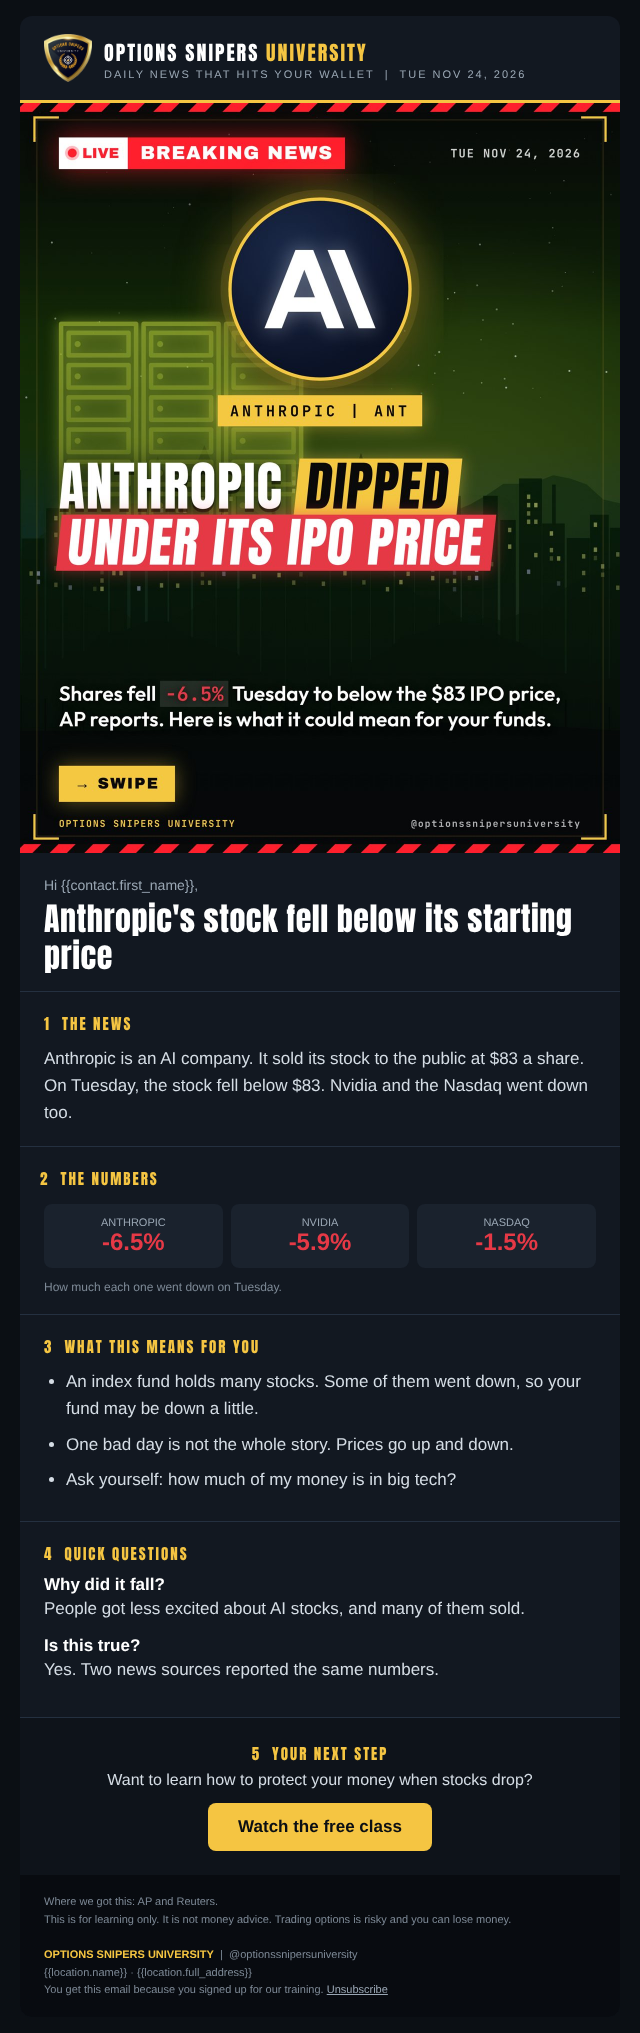 OPTIONS SNIPERS UNIVERSITY
DAILY NEWS THAT HITS YOUR WALLET | TUE NOV 24, 2026
LIVE BREAKING NEWS
TUE NOV 24, 2026
AI
ANTHROPIC | ANT
ANTHROPIC DIPPED
UNDER ITS IPO PRICE
Shares fell -6.5% Tuesday to below the $83 IPO price,
AP reports. Here is what it could mean for your funds.
→ SWIPE
OPTIONS SNIPERS UNIVERSITY
@optionssnipersuniversity
Hi {{contact.first_name}},
Anthropic's stock fell below its starting
price
1 THE NEWS
Anthropic is an AI company. It sold its stock to the public at $83 a share.
On Tuesday, the stock fell below $83. Nvidia and the Nasdaq went down
too.
2 THE NUMBERS
ANTHROPIC
-6.5%
NVIDIA
-5.9%
NASDAQ
-1.5%
How much each one went down on Tuesday.
3 WHAT THIS MEANS FOR YOU
• An index fund holds many stocks. Some of them went down, so your
fund may be down a little.
• One bad day is not the whole story. Prices go up and down.
• Ask yourself: how much of my money is in big tech?
4 QUICK QUESTIONS
Why did it fall?
People got less excited about AI stocks, and many of them sold.
Is this true?
Yes. Two news sources reported the same numbers.
5 YOUR NEXT STEP
Want to learn how to protect your money when stocks drop?
Watch the free class
Where we got this: AP and Reuters.
This is for learning only. It is not money advice. Trading options is risky and you can lose money.
OPTIONS SNIPERS UNIVERSITY | @optionssnipersuniversity
{{location.name}} · {{location.full_address}}
You get this email because you signed up for our training. Unsubscribe